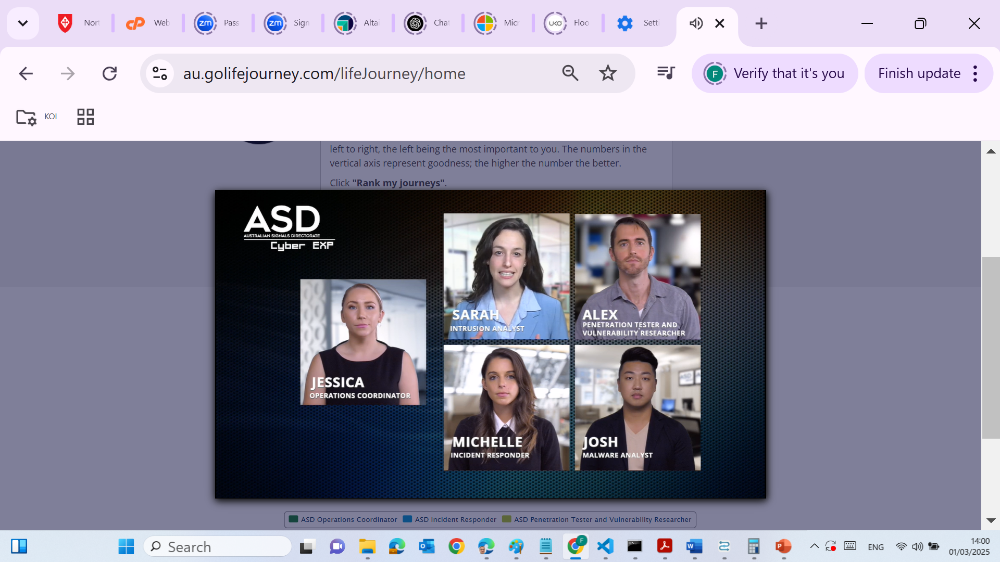 Nort
Web
Pass
Sign
Altai
Chat
Micr
Floo
Setti
au.golifejourney.com/lifeJourney/home
Verify that it's you
Finish update
KOI
left to right, the left being the most important to you. The numbers in the
vertical axis represent goodness; the higher the number the better.
Click "Rank my journeys".
ASD
AUSTRALIAN SIGNALS DIRECTORATE
Cyber EXP
SARAH
INTRUSION ANALYST
ALEX
PENETRATION TESTER AND
VULNERABILITY RESEARCHER
JESSICA
OPERATIONS COORDINATOR
MICHELLE
INCIDENT RESPONDER
JOSH
MALWARE ANALYST
ASD Operations Coordinator ASD Incident Responder ASD Penetration Tester and Vulnerability Researcher
Search
ENG
14:00
01/03/2025